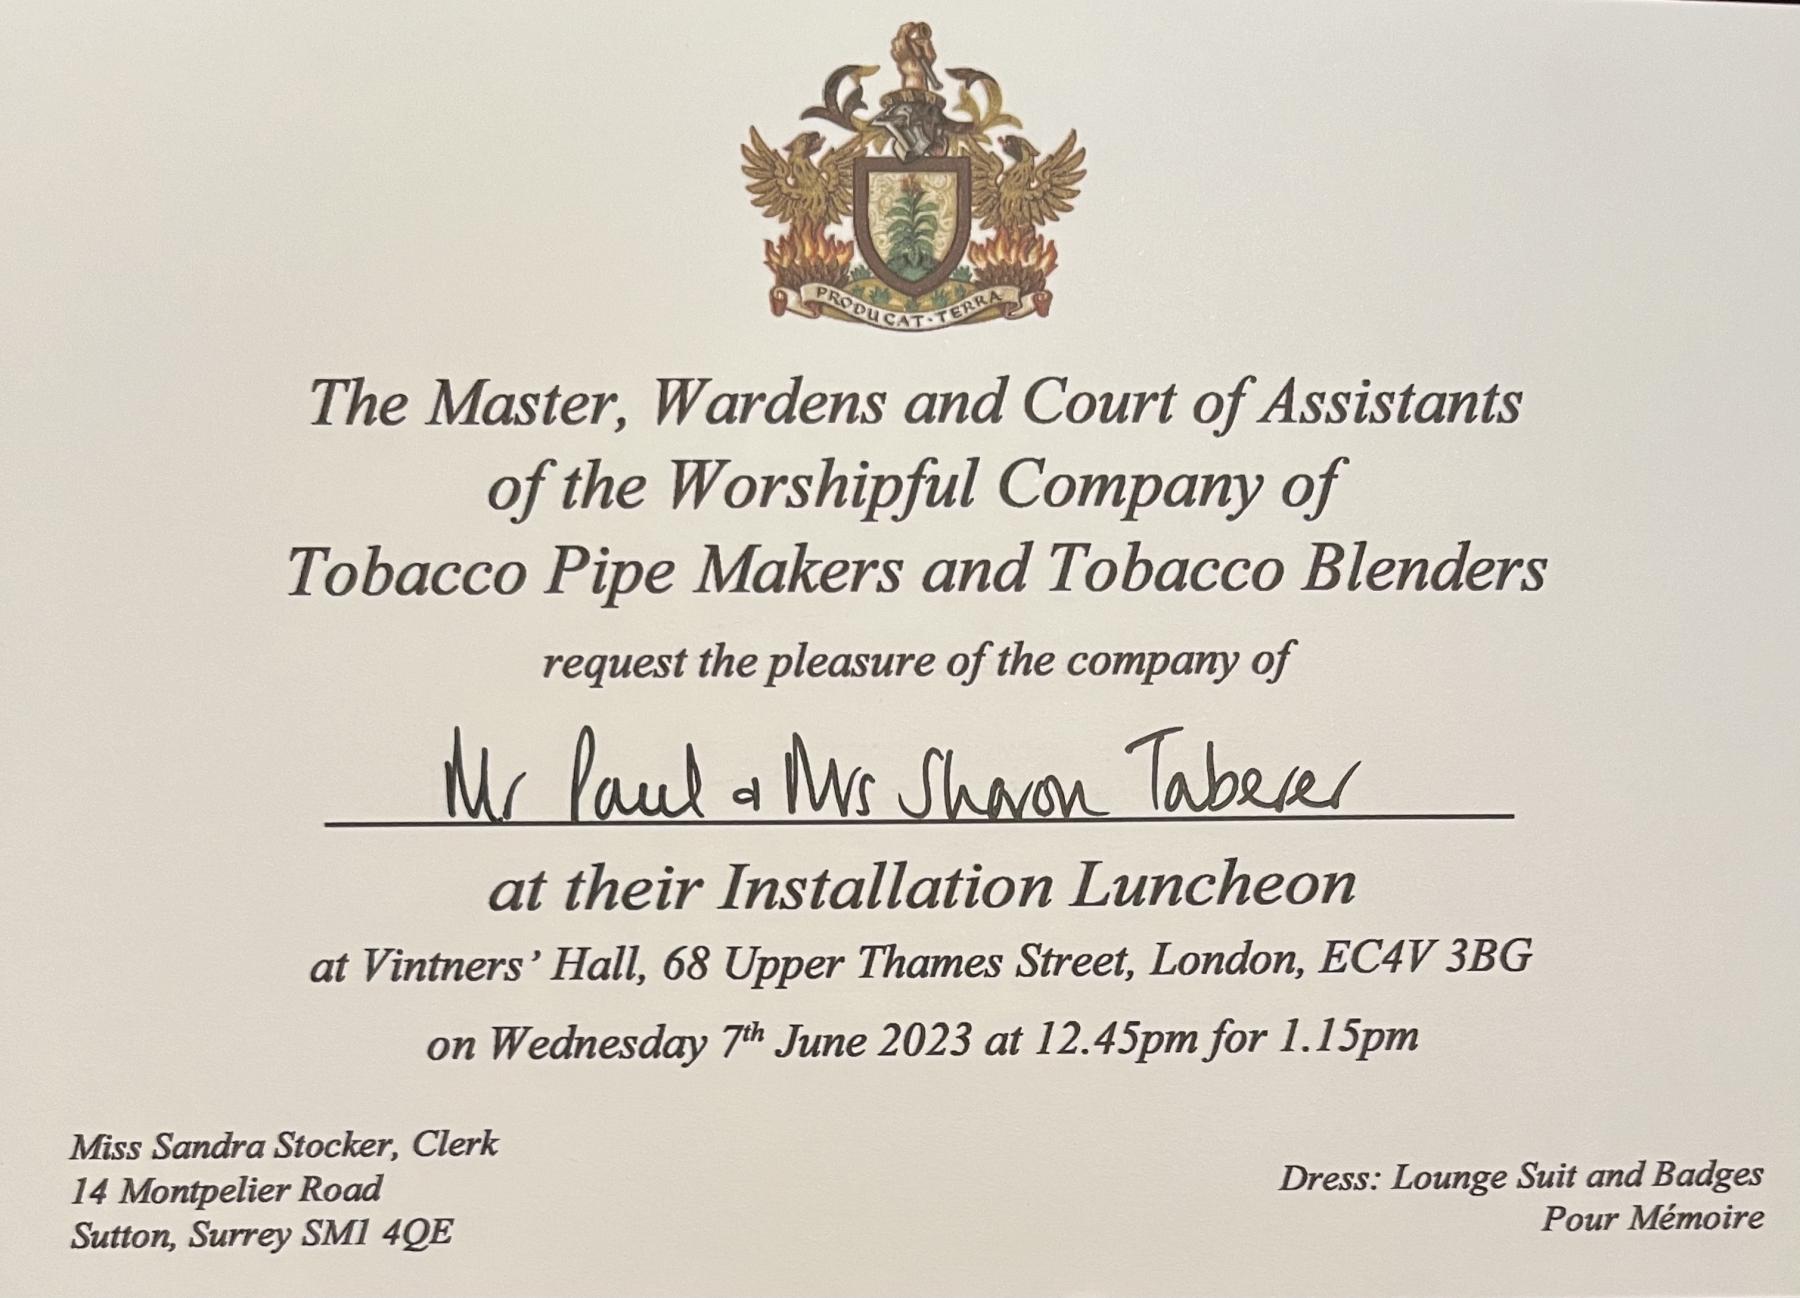 PRODUCAT·TERRA
The Master, Wardens and Court of Assistants
of the Worshipful Company of
Tobacco Pipe Makers and Tobacco Blenders
request the pleasure of the company of
Mr Paul & Mrs Sharon Taberer
at their Installation Luncheon
at Vintners’ Hall, 68 Upper Thames Street, London, EC4V 3BG
on Wednesday 7th June 2023 at 12.45pm for 1.15pm
Miss Sandra Stocker, Clerk
14 Montpelier Road
Sutton, Surrey SM1 4QE
Dress: Lounge Suit and Badges
Pour Mémoire